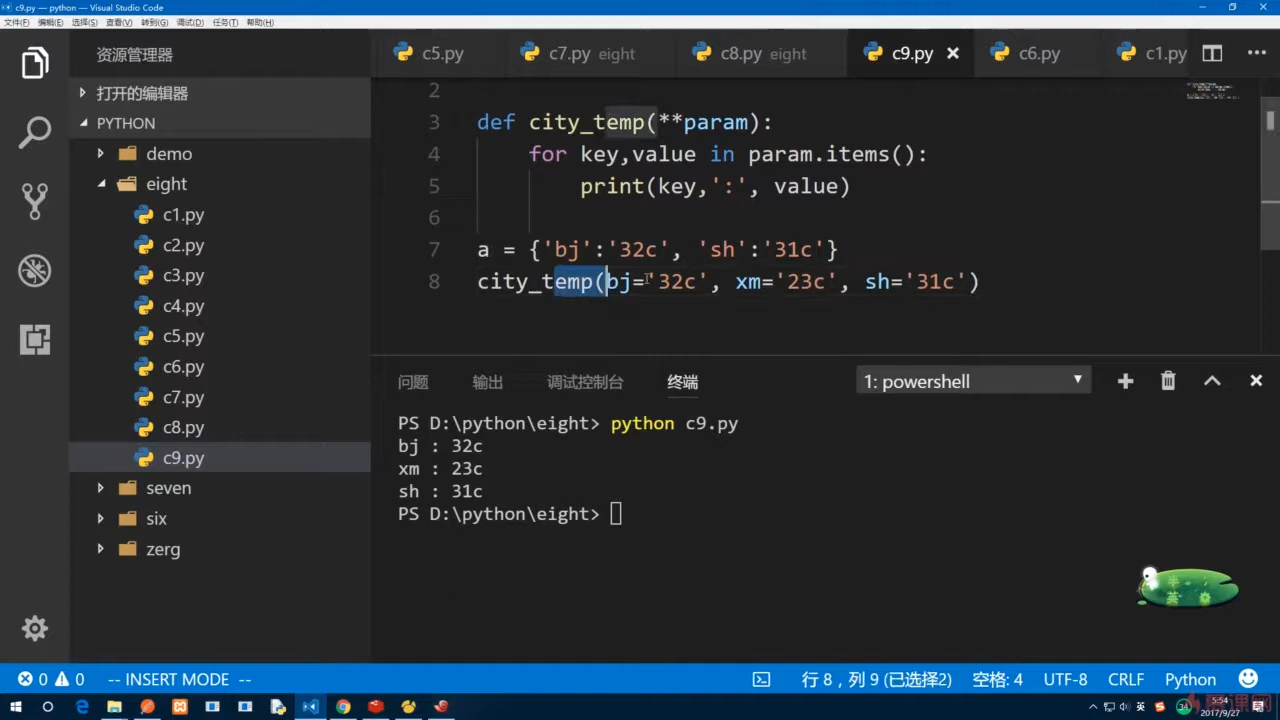 c9.py — python — Visual Studio Code
文件(F) 编辑(E) 选择(S) 查看(V) 转到(G) 调试(D) 任务(T) 帮助(H)
资源管理器
打开的编辑器
PYTHON
demo
eight
c1.py
c2.py
c3.py
c4.py
c5.py
c6.py
c7.py
c8.py
c9.py
seven
six
zerg
c5.py c7.py eight c8.py eight c9.py c6.py c1.py
2
3 def city_temp(**param):
4 for key,value in param.items():
5 print(key,':', value)
6
7 a = {'bj':'32c', 'sh':'31c'}
8 city_temp(bj='32c', xm='23c', sh='31c')
问题 输出 调试控制台 终端 1: powershell
PS D:\python\eight> python c9.py
bj : 32c
xm : 23c
sh : 31c
PS D:\python\eight>
半
英
0 0 -- INSERT MODE -- 行 8，列 9 (已选择2) 空格: 4 UTF-8 CRLF Python
英 5:54
2017/9/27